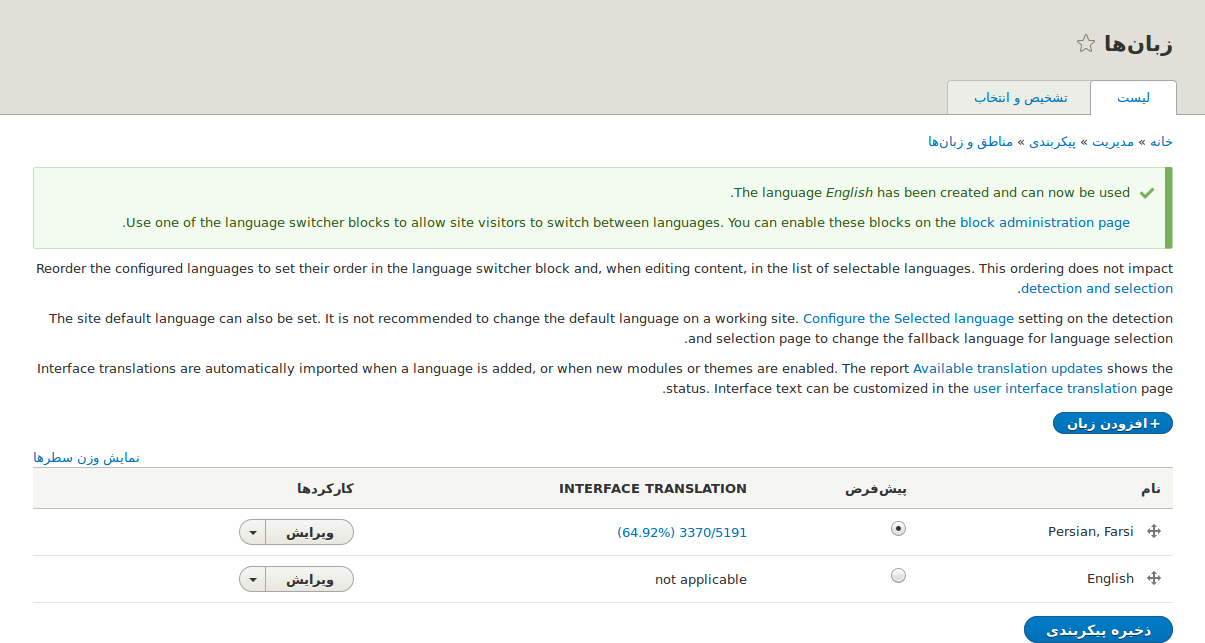 زبان‌ها
لیست
تشخیص و انتخاب
خانه » مدیریت » پیکربندی » مناطق و زبان‌ها
The language English has been created and can now be used.
Use one of the language switcher blocks to allow site visitors to switch between languages. You can enable these blocks on the block administration page.
Reorder the configured languages to set their order in the language switcher block and, when editing content, in the list of selectable languages. This ordering does not impact
detection and selection.
The site default language can also be set. It is not recommended to change the default language on a working site. Configure the Selected language setting on the detection
and selection page to change the fallback language for language selection.
Interface translations are automatically imported when a language is added, or when new modules or themes are enabled. The report Available translation updates shows the
status. Interface text can be customized in the user interface translation page.
+افزودن زبان
نمایش وزن سطرها
نام پیش‌فرض INTERFACE TRANSLATION کارکردها
Persian, Farsi 3370/5191 (64.92%) ویرایش
English not applicable ویرایش
ذخیره پیکربندی